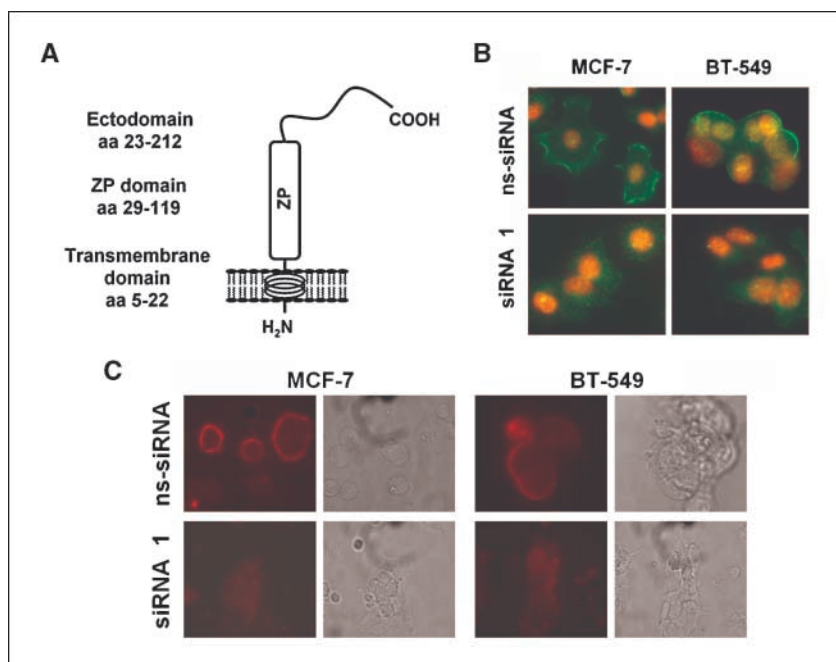 A
Ectodomain
aa 23-212
ZP domain
aa 29-119
Transmembrane
domain
aa 5-22
COOH
ZP
H₂N
B
MCF-7
BT-549
ns-siRNA
siRNA 1
C
MCF-7
BT-549
ns-siRNA
siRNA 1